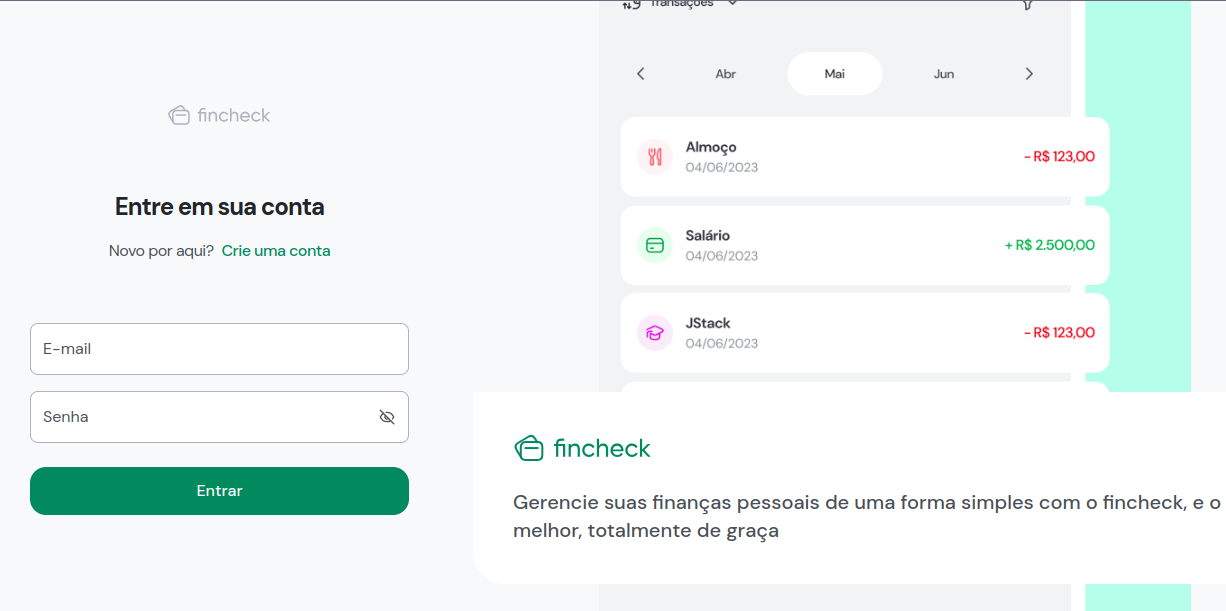 fincheck
Entre em sua conta
Novo por aqui? Crie uma conta
E-mail
Senha
Entrar
Transações
Abr
Mai
Jun
Almoço
04/06/2023
- R$ 123,00
Salário
04/06/2023
+ R$ 2.500,00
JStack
04/06/2023
- R$ 123,00
fincheck
Gerencie suas finanças pessoais de uma forma simples com o fincheck, e o
melhor, totalmente de graça